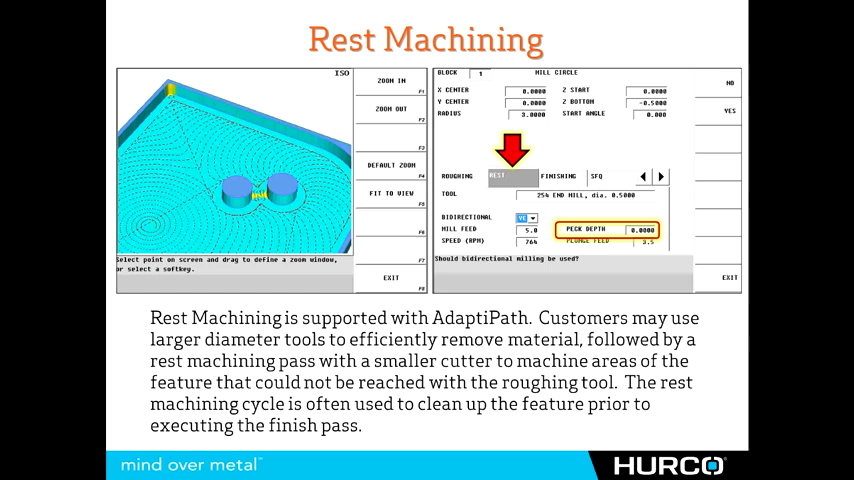 Rest Machining
ISO
ZOOM IN
F1
ZOOM OUT
F2
F3
DEFAULT ZOOM
F4
FIT TO VIEW
F5
F6
F7
EXIT
F8
Select point on screen and drag to define a zoom window,
or select a softkey.
BLOCK 1 MILL CIRCLE
X CENTER 0.0000 Z START 0.0000
Y CENTER 0.0000 Z BOTTOM -0.5000
RADIUS 3.0000 START ANGLE 0.000
ROUGHING REST FINISHING SFQ
TOOL 254 END MILL, dia. 0.5000
BIDIRECTIONAL YE
MILL FEED 5.0 PECK DEPTH 0.0000
SPEED (RPM) 764 PLUNGE FEED 3.5
Should bidirectional milling be used?
NO
YES
EXIT
Rest Machining is supported with AdaptiPath. Customers may use
larger diameter tools to efficiently remove material, followed by a
rest machining pass with a smaller cutter to machine areas of the
feature that could not be reached with the roughing tool. The rest
machining cycle is often used to clean up the feature prior to
executing the finish pass.
mind over metal™
HURCO